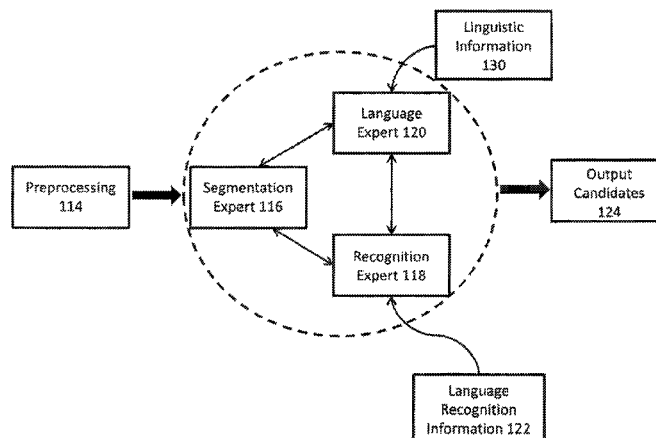 Linguistic
Information
130
Language
Expert 120
Preprocessing
114
Segmentation
Expert 116
Output
Candidates
124
Recognition
Expert 118
Language
Recognition
Information 122